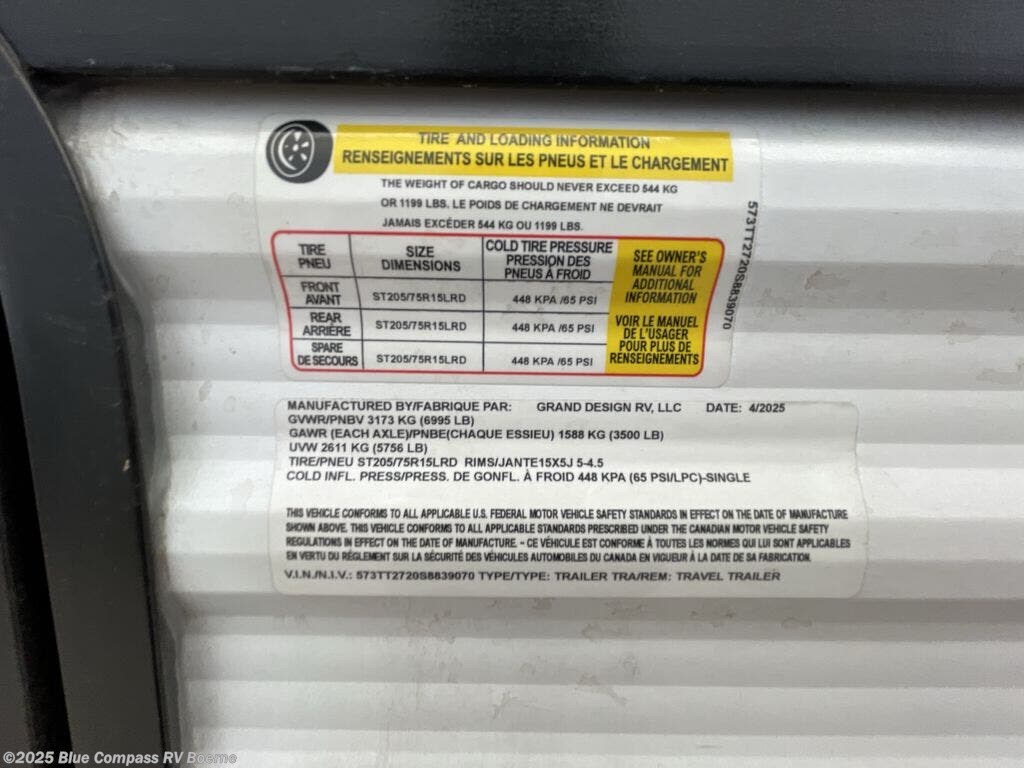 TIRE AND LOADING INFORMATION
RENSEIGNEMENTS SUR LES PNEUS ET LE CHARGEMENT
THE WEIGHT OF CARGO SHOULD NEVER EXCEED 544 KG
OR 1199 LBS. LE POIDS DE CHARGEMENT NE DEVRAIT
JAMAIS EXCÉDER 544 KG OU 1199 LBS.
TIRE
PNEU
SIZE
DIMENSIONS
COLD TIRE PRESSURE
PRESSION DES
PNEUS À FROID
SEE OWNER'S
MANUAL FOR
ADDITIONAL
INFORMATION
FRONT
AVANT
ST205/75R15LRD
448 KPA /65 PSI
REAR
ARRIÈRE
ST205/75R15LRD
448 KPA /65 PSI
VOIR LE MANUEL
DE L'USAGER
POUR PLUS DE
RENSEIGNEMENTS
SPARE
DE SECOURS
ST205/75R15LRD
448 KPA /65 PSI
573TT2720S8839070
MANUFACTURED BY/FABRIQUE PAR: GRAND DESIGN RV, LLC DATE: 4/2025
GVWR/PNBV 3173 KG (6995 LB)
GAWR (EACH AXLE)/PNBE(CHAQUE ESSIEU) 1588 KG (3500 LB)
UVW 2611 KG (5756 LB)
TIRE/PNEU ST205/75R15LRD RIMS/JANTE15X5J 5-4.5
COLD INFL. PRESS/PRESS. DE GONFL. À FROID 448 KPA (65 PSI/LPC)-SINGLE
THIS VEHICLE CONFORMS TO ALL APPLICABLE U.S. FEDERAL MOTOR VEHICLE SAFETY STANDARDS IN EFFECT ON THE DATE OF MANUFACTURE
SHOWN ABOVE. THIS VEHICLE CONFORMS TO ALL APPLICABLE STANDARDS PRESCRIBED UNDER THE CANADIAN MOTOR VEHICLE SAFETY
REGULATIONS IN EFFECT ON THE DATE OF MANUFACTURE. - CE VÉHICULE EST CONFORME À TOUTES LES NORMES QUI LUI SONT APPLICABLES
EN VERTU DU RÉGLEMENT SUR LA SÉCURITÉ DES VÉHICULES AUTOMOBILES DU CANADA EN VIGUEUR À LA DATE DE SA FABRICATION.
V.I.N./N.I.V.: 573TT2720S8839070 TYPE/TYPE: TRAILER TRA/REM: TRAVEL TRAILER
©2025 Blue Compass RV Boerne